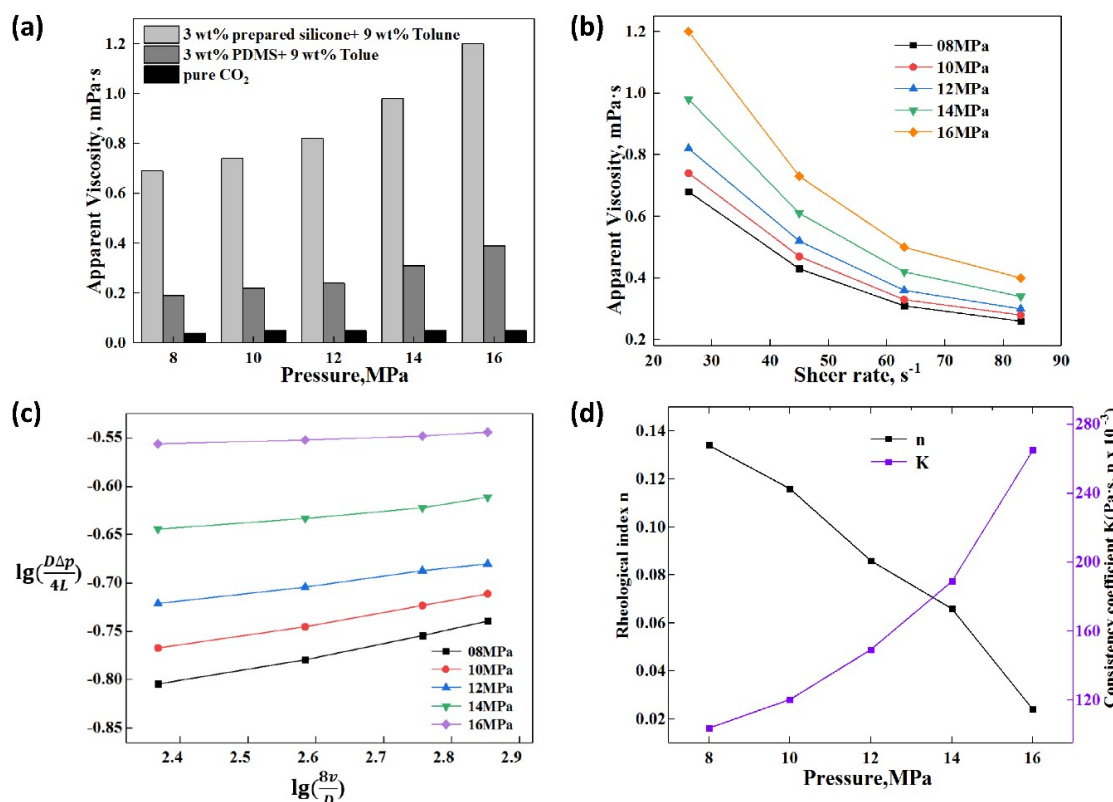 (a)
3 wt% prepared silicone+ 9 wt% Tolune
3 wt% PDMS+ 9 wt% Tolue
pure CO₂
Apparent Viscosity, mPa·s
1.2
1.0
0.8
0.6
0.4
0.2
0.0
8 10 12 14 16
Pressure,MPa
(b)
08MPa
10MPa
12MPa
14MPa
16MPa
Apparent Viscosity, mPa·s
1.2
1.0
0.8
0.6
0.4
0.2
20 30 40 50 60 70 80 90
Sheer rate, s⁻¹
(c)
-0.55
-0.60
-0.65
-0.70
-0.75
-0.80
-0.85
lg(DΔp/4L)
08MPa
10MPa
12MPa
14MPa
16MPa
2.4 2.5 2.6 2.7 2.8 2.9
lg(8v/D)
(d)
n
K
Rheological index n
0.14
0.12
0.10
0.08
0.06
0.04
0.02
280
240
200
160
120
Consistency coefficient K(Pa·s, n x 10⁻³)
8 10 12 14 16
Pressure,MPa